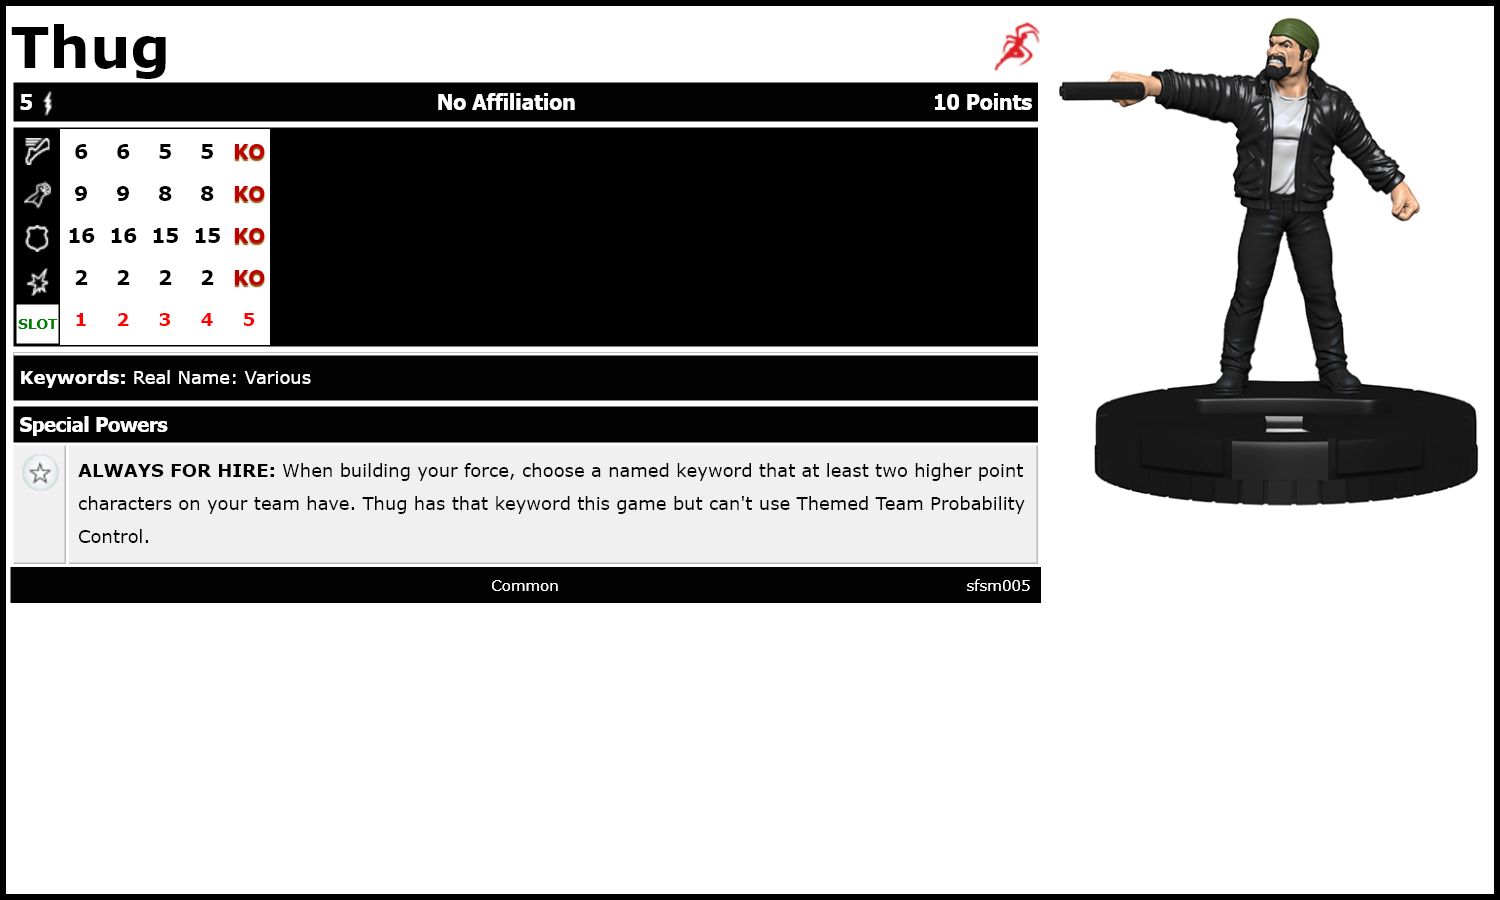 Thug
5 No Affiliation 10 Points
6 6 5 5 KO
9 9 8 8 KO
16 16 15 15 KO
2 2 2 2 KO
SLOT 1 2 3 4 5
Keywords: Real Name: Various
Special Powers
ALWAYS FOR HIRE: When building your force, choose a named keyword that at least two higher point
characters on your team have. Thug has that keyword this game but can't use Themed Team Probability
Control.
Common sfsm005